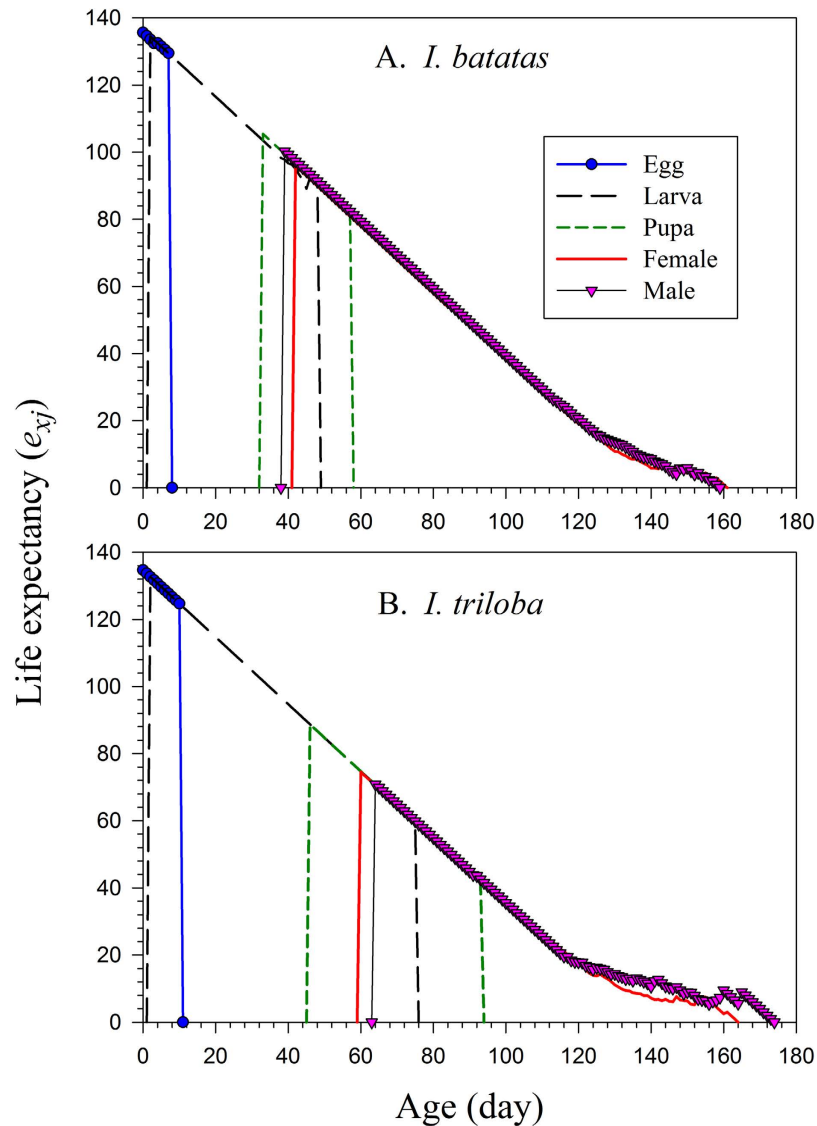 140
120
100
80
60
40
20
0
A. I. batatas
Egg
Larva
Pupa
Female
Male
0 20 40 60 80 100 120 140 160 180
Life expectancy (exj)
140
120
100
80
60
40
20
0
B. I. triloba
0 20 40 60 80 100 120 140 160 180
Age (day)